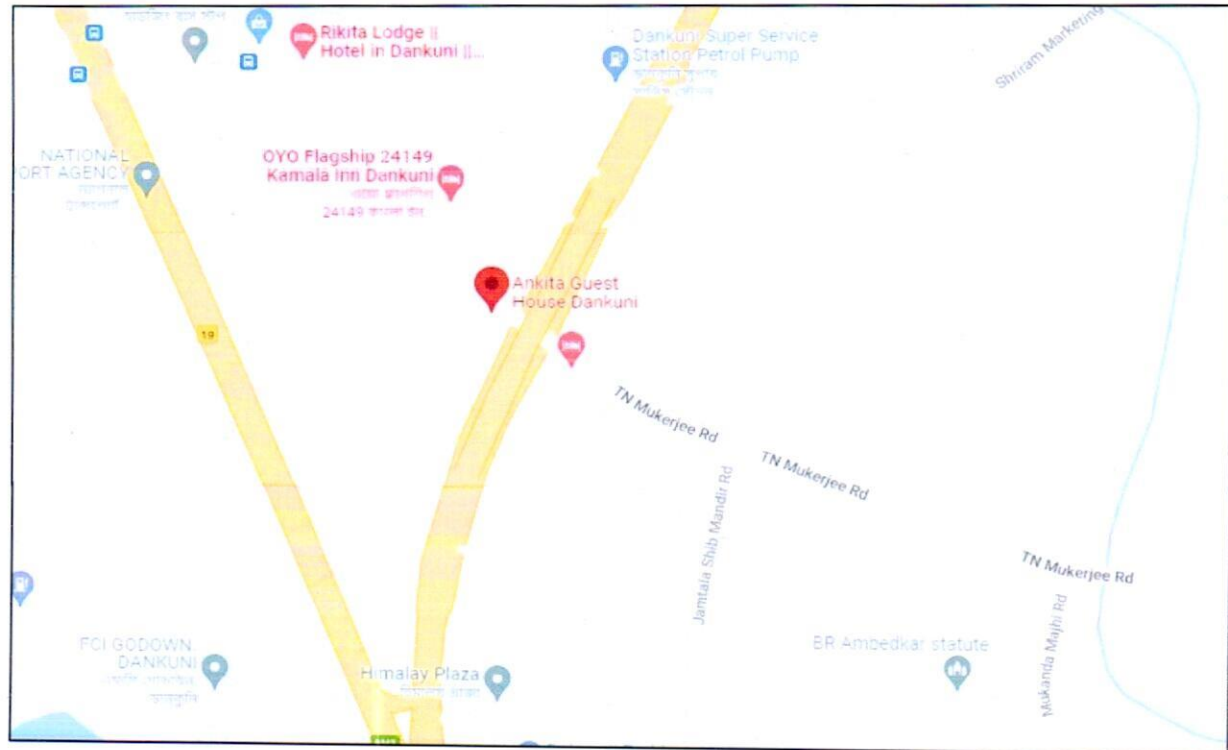 Rikita Lodge ||
Hotel in Dankuni ||...
Dankuni Super Service
Station Petrol Pump
Shriram Marketing
NATIONAL
ORT AGENCY
OYO Flagship 24149
Kamala Inn Dankuni
24149
Ankita Guest
House Dankuni
19
TN Mukerjee Rd
TN Mukerjee Rd
Jamtala Shib Mandir Rd
TN Mukerjee Rd
Mukanda Majhi Rd
FCI GODOWN,
DANKUNI
Himalay Plaza
BR Ambedkar statute